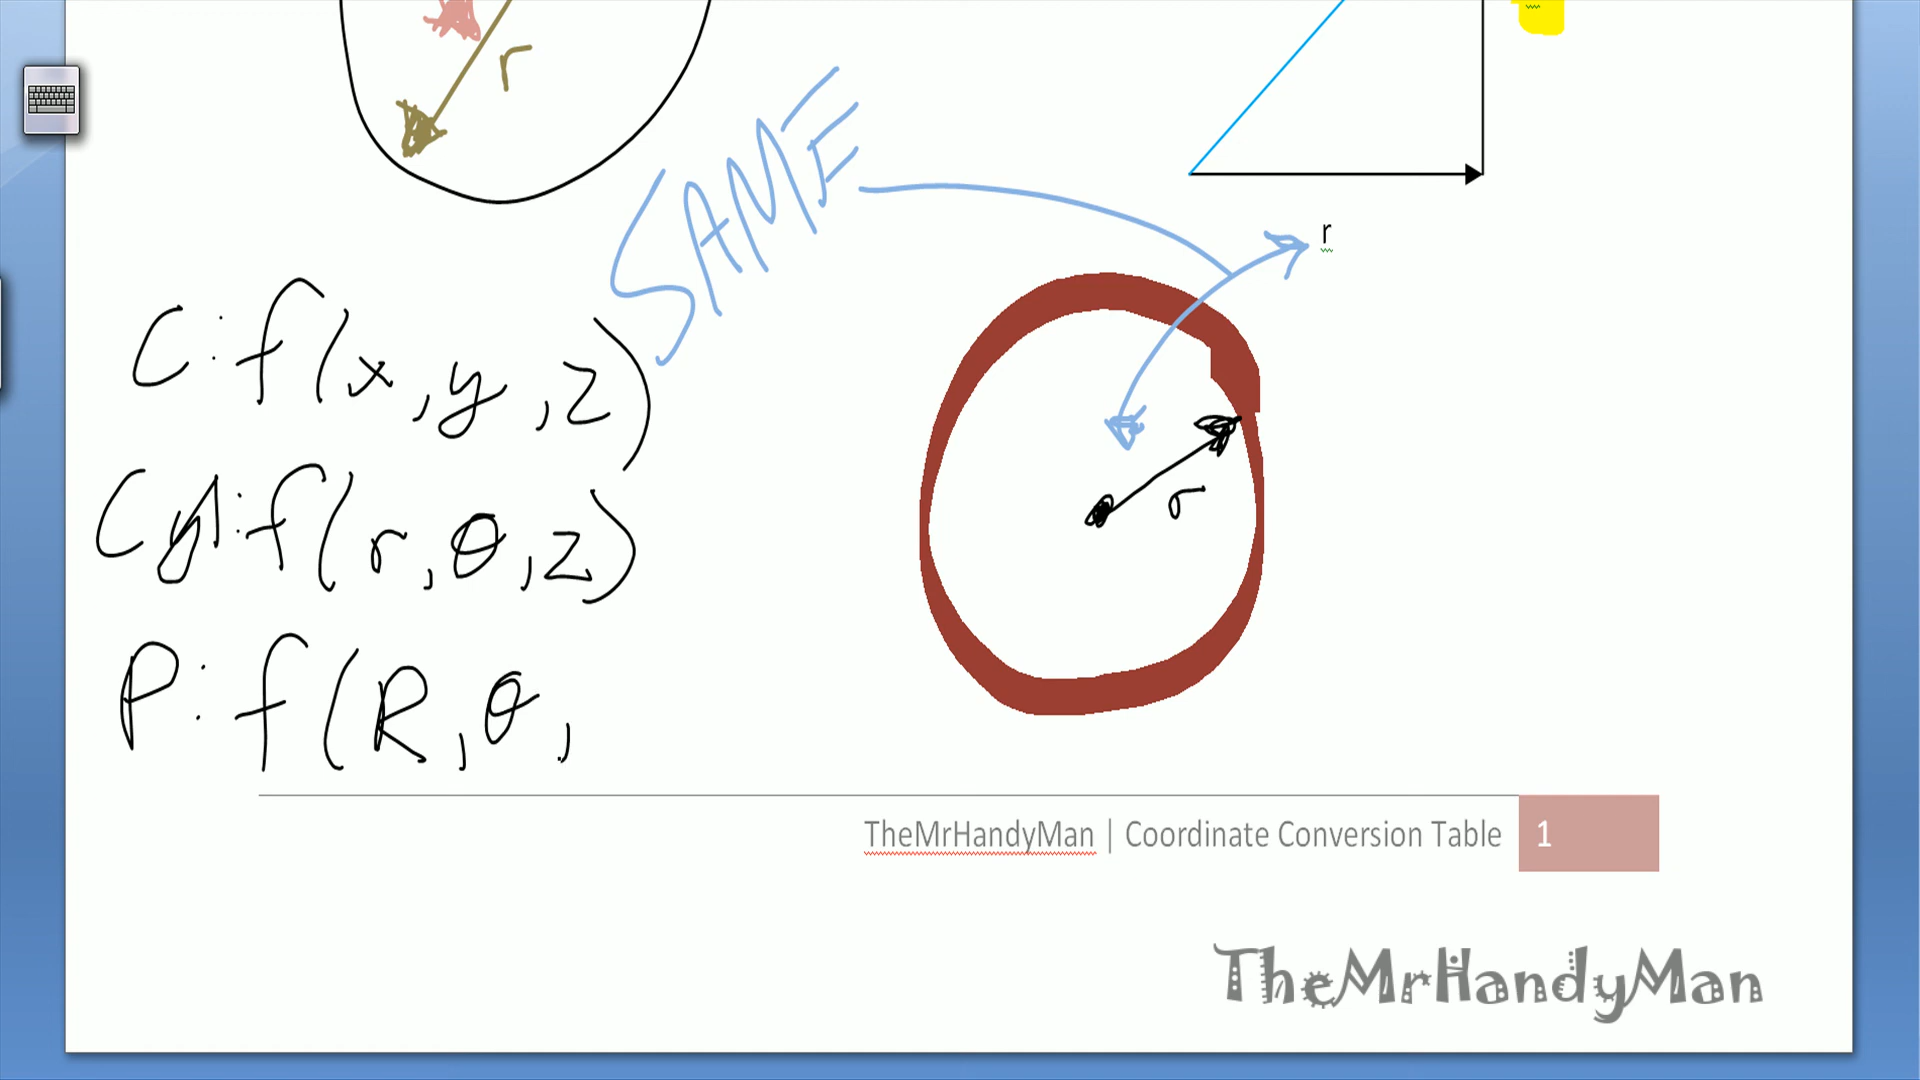 r
SAME
r
C: f(x,y,z)
r
Cyl: f(r,θ,z)
P: f(R,θ,
TheMrHandyMan | Coordinate Conversion Table 1
TheMrHandyMan